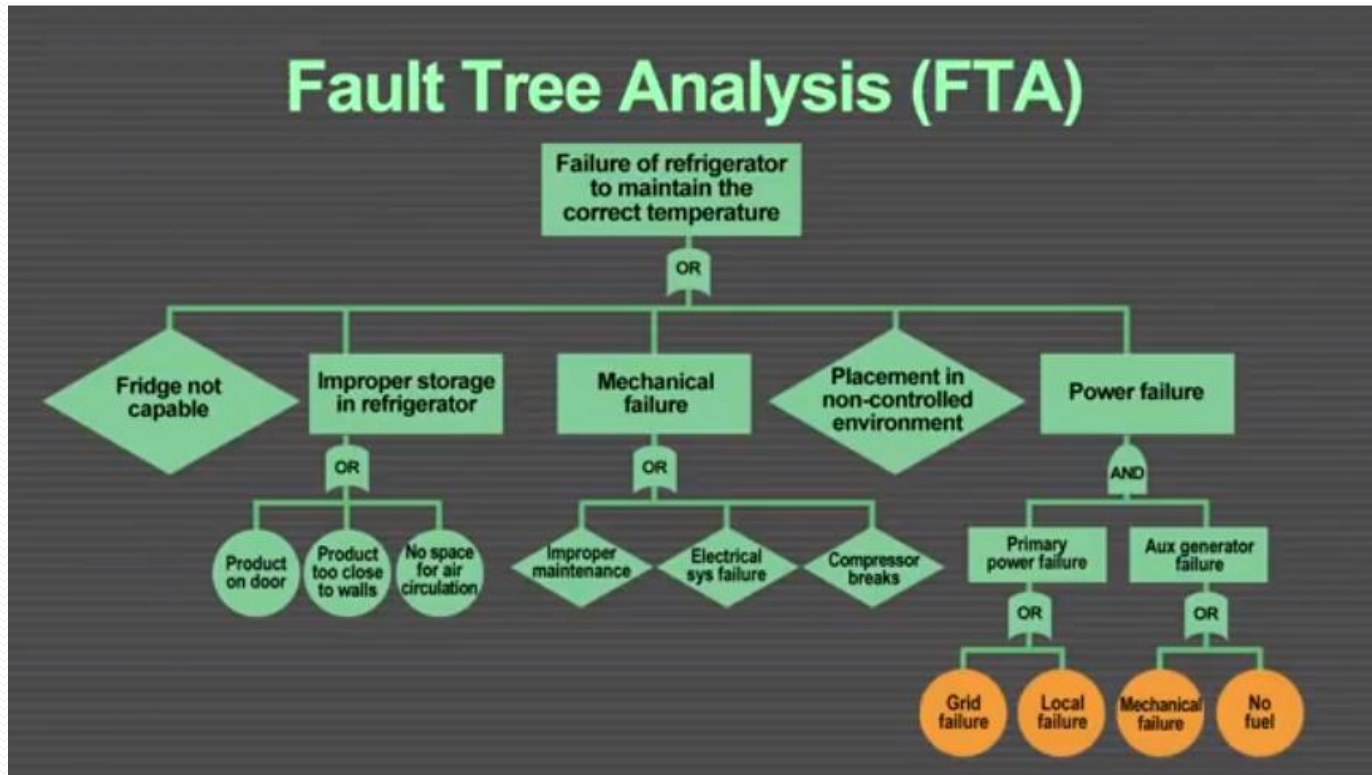 Fault Tree Analysis (FTA)
Failure of refrigerator
to maintain the
correct temperature
OR
Fridge not
capable
Improper storage
in refrigerator
Mechanical
failure
Placement in
non-controlled
environment
Power failure
OR
OR
AND
Product
on door
Product
too close
to walls
No space
for air
circulation
Improper
maintenance
Electrical
sys failure
Compressor
breaks
Primary
power failure
Aux generator
failure
OR
OR
Grid
failure
Local
failure
Mechanical
failure
No
fuel